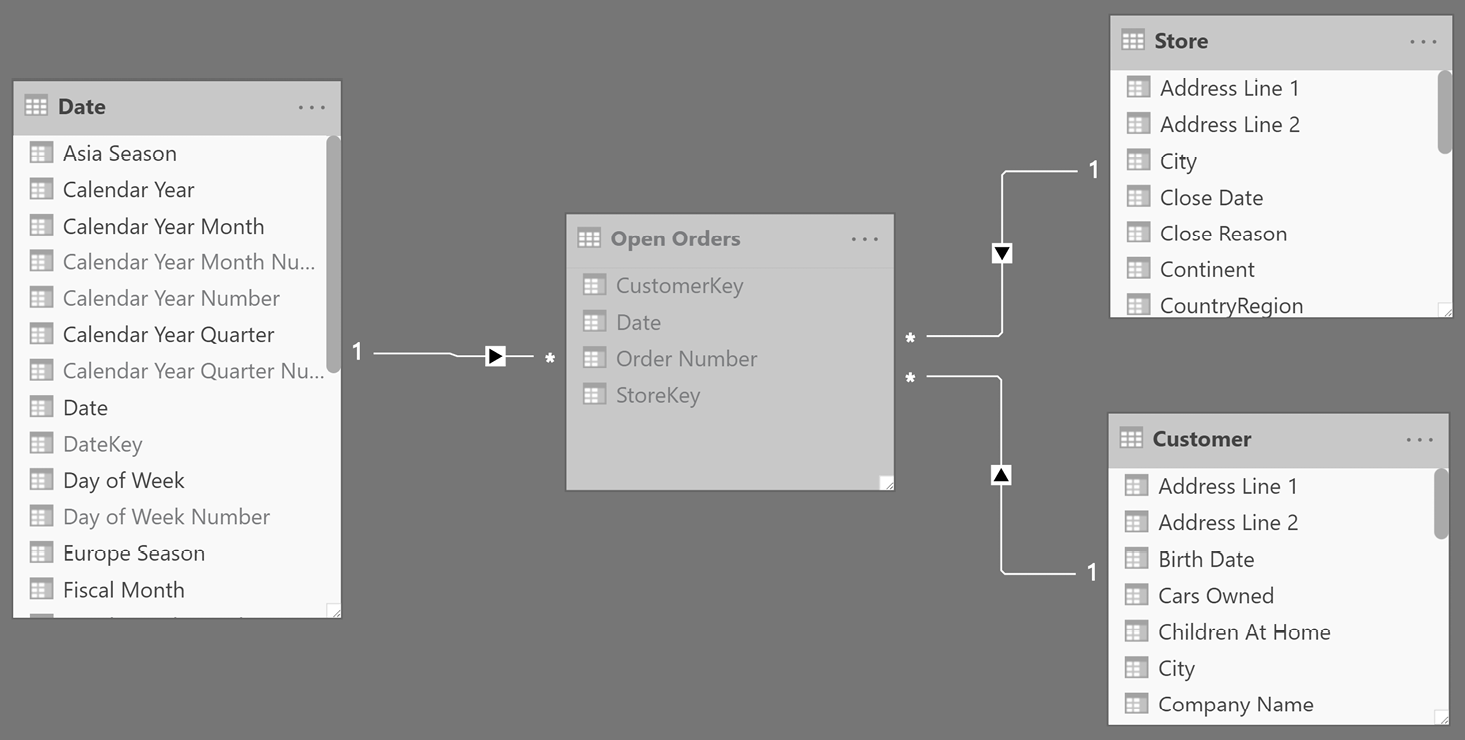 Date
Asia Season
Calendar Year
Calendar Year Month
Calendar Year Month Nu...
Calendar Year Number
Calendar Year Quarter
Calendar Year Quarter Nu...
Date
DateKey
Day of Week
Day of Week Number
Europe Season
Fiscal Month
1
*
Open Orders
CustomerKey
Date
Order Number
StoreKey
*
*
1
1
Store
Address Line 1
Address Line 2
City
Close Date
Close Reason
Continent
CountryRegion
Customer
Address Line 1
Address Line 2
Birth Date
Cars Owned
Children At Home
City
Company Name